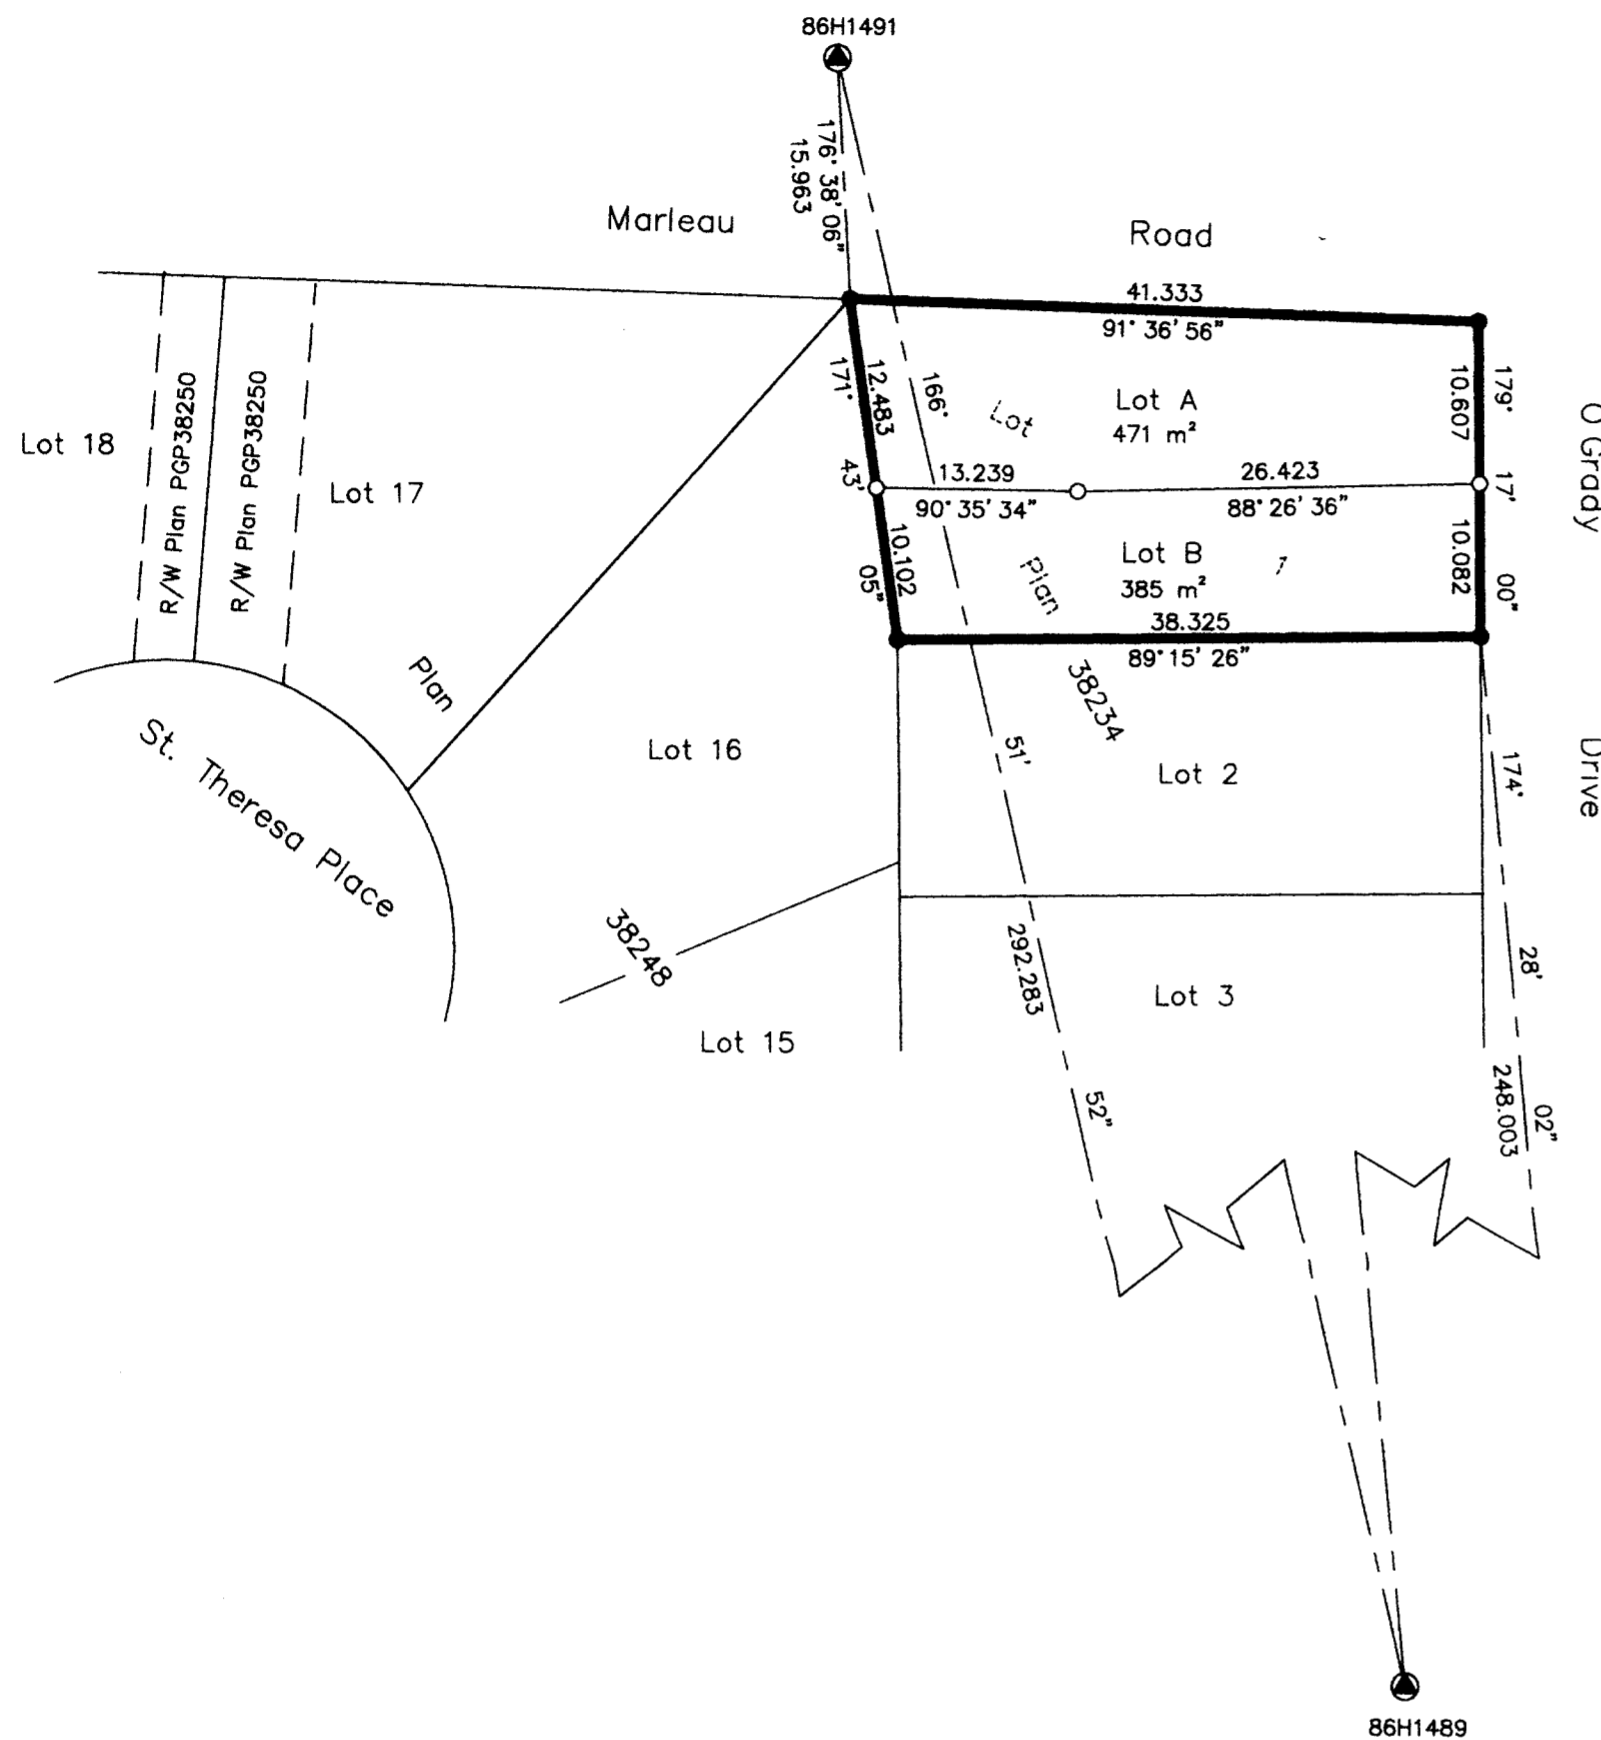 86H1491
176° 38' 06"
15.963
Marleau Road
41.333
91° 36' 56"
171° 43' 05"
12.483
166° 51' 52"
292.283
Lot
Lot A
471 m²
10.607
179° 17' 00"
O'Grady Drive
13.239
90° 35' 34"
26.423
88° 26' 36"
10.102
Plan
38234
Lot B
385 m²
10.082
38.325
89° 15' 26"
Lot 18
R/W Plan PGP38250
R/W Plan PGP38250
Lot 17
Plan
38248
St. Theresa Place
Lot 16
Lot 2
174° 28' 02"
248.003
Lot 3
Lot 15
86H1489